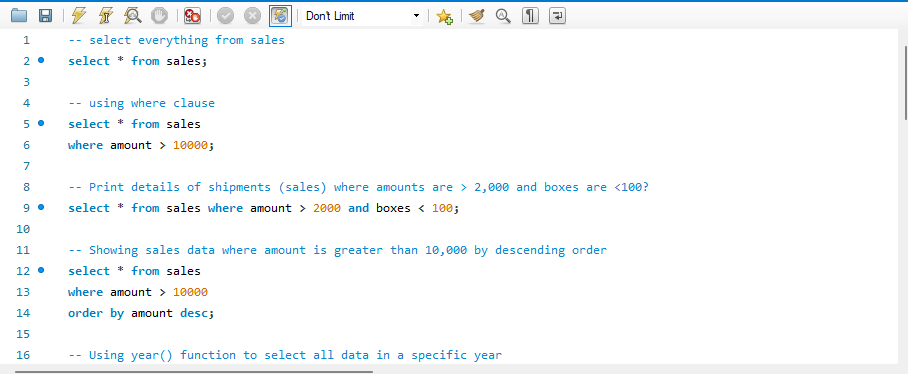 Don't Limit
1 -- select everything from sales
2 select * from sales;
3
4 -- using where clause
5 select * from sales
6 where amount > 10000;
7
8 -- Print details of shipments (sales) where amounts are > 2,000 and boxes are <100?
9 select * from sales where amount > 2000 and boxes < 100;
10
11 -- Showing sales data where amount is greater than 10,000 by descending order
12 select * from sales
13 where amount > 10000
14 order by amount desc;
15
16 -- Using year() function to select all data in a specific year